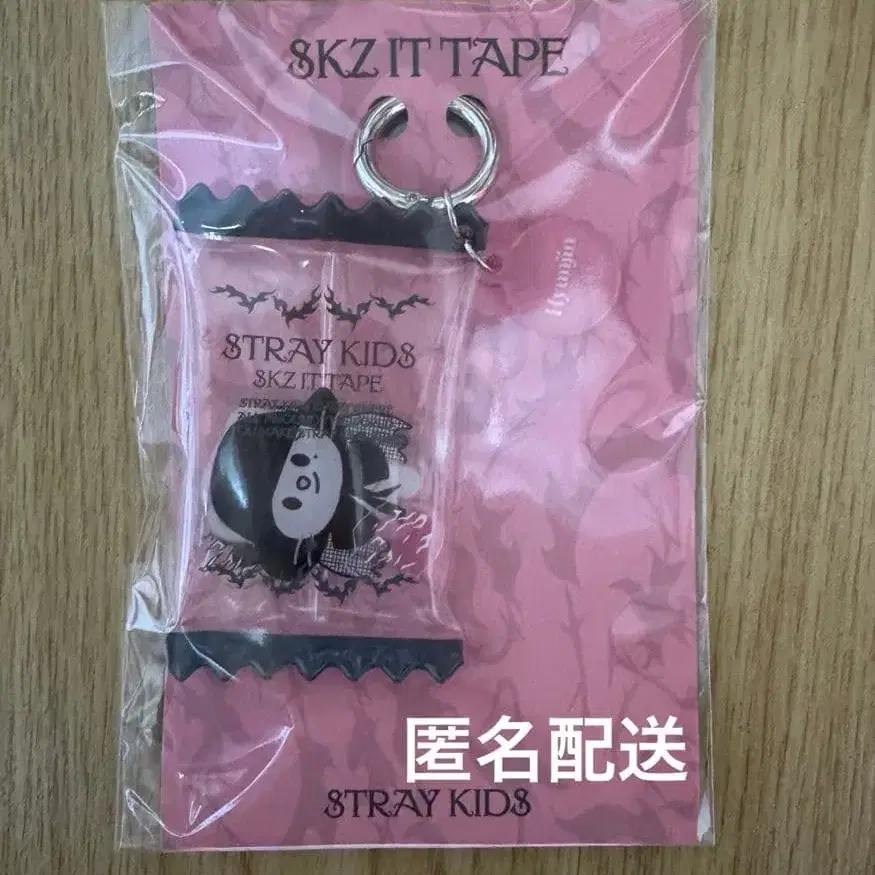 SKZ IT TAPE
Hyunjin
STRAY KIDS
SKZ IT TAPE
匿名配送
STRAY KIDS